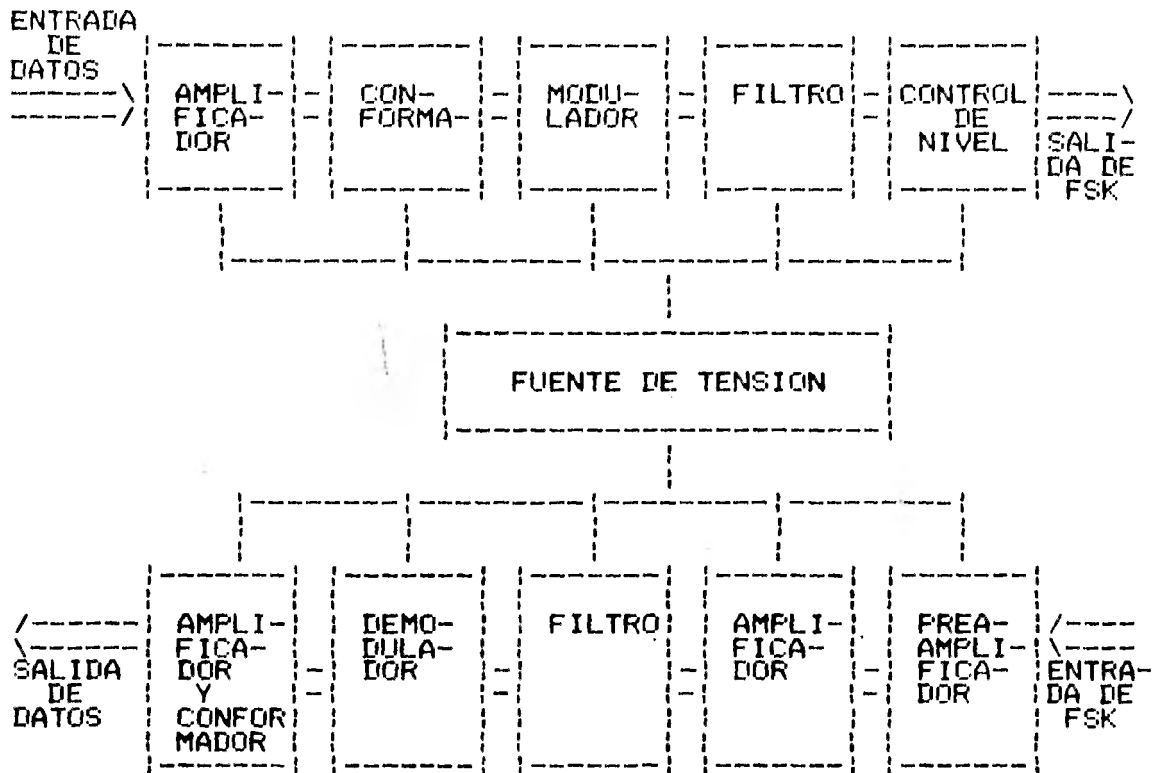 ENTRADA
DE
DATOS
AMPLI-
FICA-
DOR
CON-
FORMA-
MODU-
LADOR
FILTRO
CONTROL
DE
NIVEL
SALI-
DA DE
FSK
FUENTE DE TENSION
SALIDA
DE
DATOS
AMPLI-
FICA-
DOR
Y
CONFOR
MADOR
DEMO-
DULA-
DOR
FILTRO
AMPLI-
FICA-
DOR
PREA-
AMPLI-
FICA-
DOR
ENTRA-
DA DE
FSK